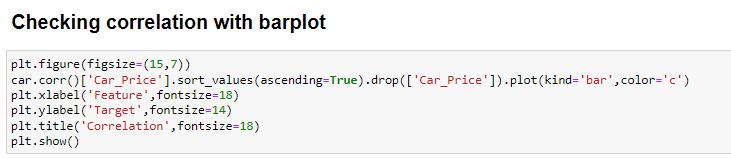 Checking correlation with barplot
plt.figure(figsize=(15,7))
car.corr()['Car_Price'].sort_values(ascending=True).drop(['Car_Price']).plot(kind='bar',color='c')
plt.xlabel('Feature',fontsize=18)
plt.ylabel('Target',fontsize=14)
plt.title('Correlation',fontsize=18)
plt.show()